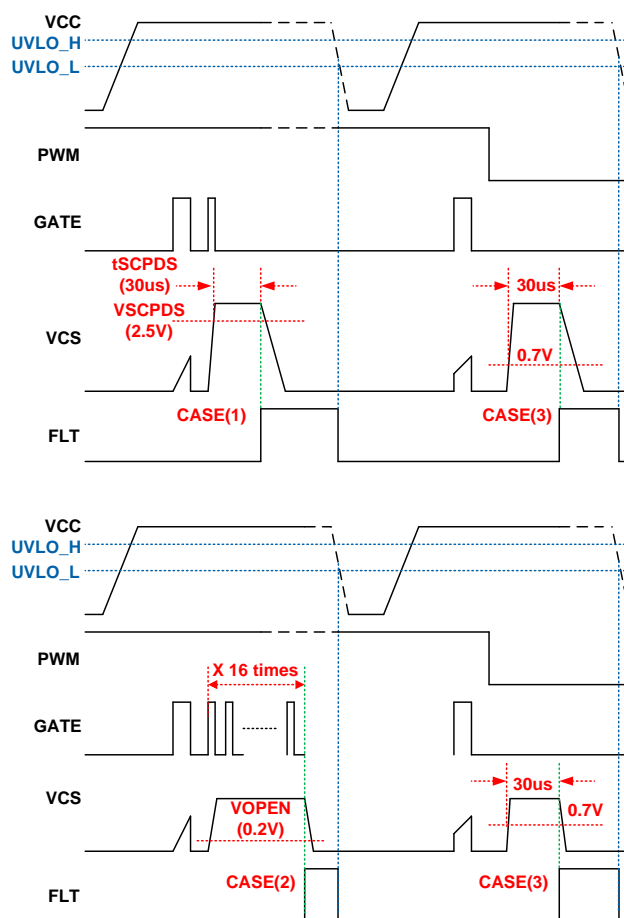 VCC
UVLO_H
UVLO_L
PWM
GATE
tSCPDS
(30us)
30us
VSCPDS
(2.5V)
VCS
0.7V
CASE(1)
CASE(3)
FLT
VCC
UVLO_H
UVLO_L
PWM
X 16 times
GATE
30us
VCS
VOPEN
(0.2V)
0.7V
CASE(2)
CASE(3)
FLT